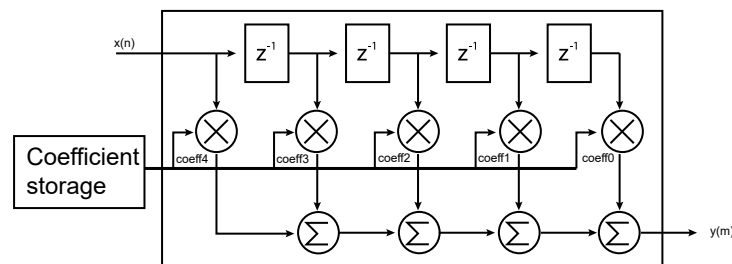 x(n)
z-1
z-1
z-1
z-1
Coefficient
storage
coeff4
coeff3
coeff2
coeff1
coeff0
Σ
Σ
Σ
Σ
y(m)